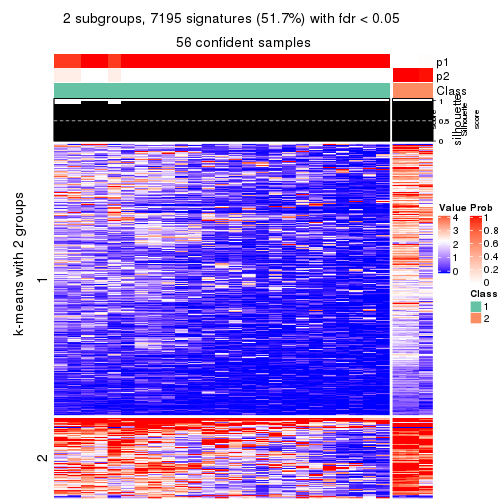 2 subgroups, 7195 signatures (51.7%) with fdr < 0.05
56 confident samples
p1
p2
Class
1
0.5
0
silhouette
Silhouette
score
k-means with 2 groups
1
2
Value
4
3
2
1
0
Prob
1
0.8
0.6
0.4
0.2
0
Class
1
2